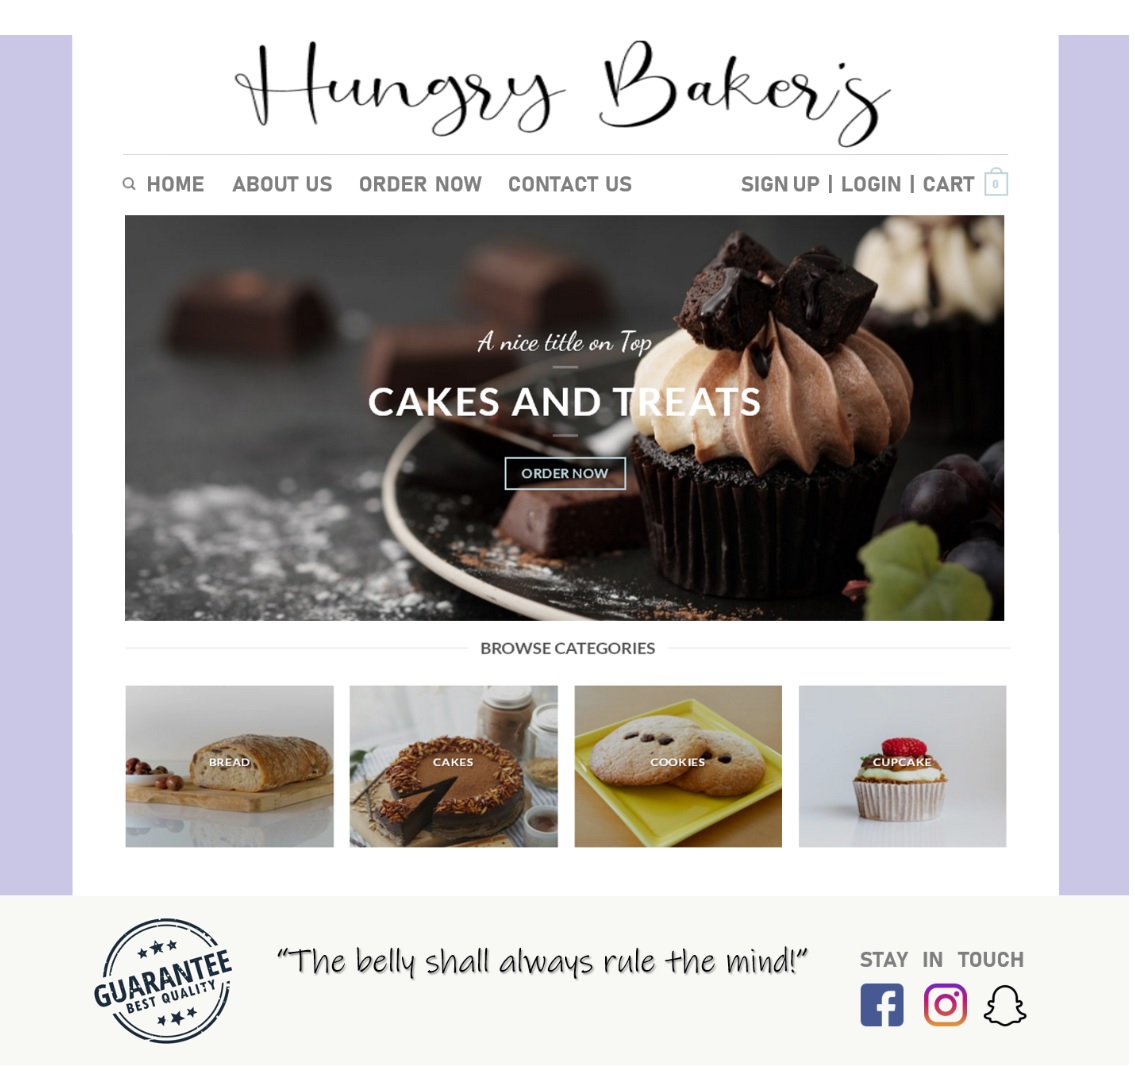 Hungry Baker's
HOME ABOUT US ORDER NOW CONTACT US SIGN UP | LOGIN | CART 0
A nice title on Top
CAKES AND TREATS
ORDER NOW
BROWSE CATEGORIES
BREAD CAKES COOKIES CUPCAKE
GUARANTEE
BEST QUALITY
“The belly shall always rule the mind!”
STAY IN TOUCH